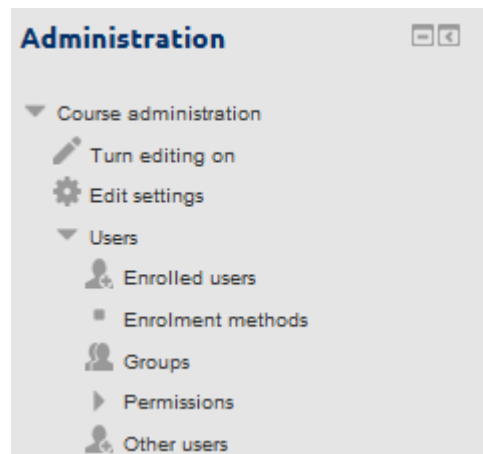 Administration
Course administration
Turn editing on
Edit settings
Users
Enrolled users
Enrolment methods
Groups
Permissions
Other users